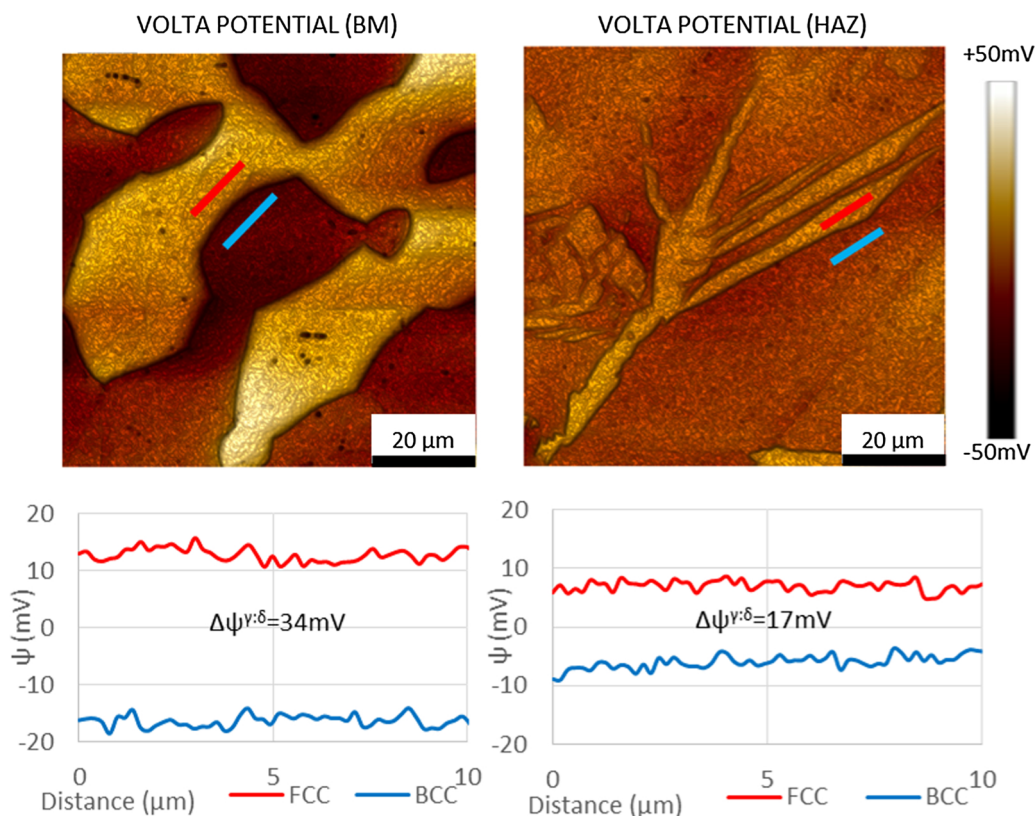 VOLTA POTENTIAL (BM)
VOLTA POTENTIAL (HAZ)
+50mV
-50mV
20 µm
20 µm
20
10
0
-10
-20
ψ (mV)
Δψᵞ:ᵟ=34mV
0
5
10
Distance (µm)
FCC
BCC
20
10
0
-10
-20
ψ (mV)
Δψᵞ:ᵟ=17mV
0
5
10
Distance (µm)
FCC
BCC